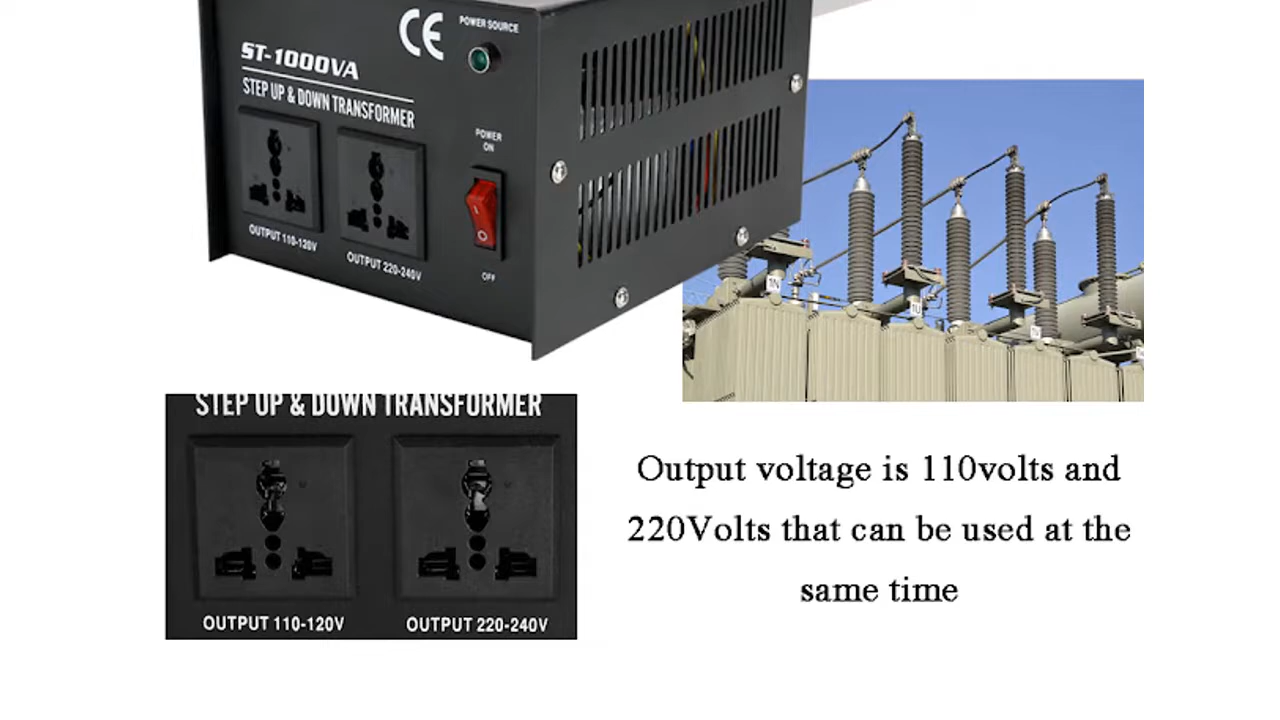 CE
POWER SOURCE
ST-1000VA
STEP UP & DOWN TRANSFORMER
POWER
ON
OUTPUT 110-120V
OUTPUT 220-240V
OFF
STEP UP & DOWN TRANSFORMER
OUTPUT 110-120V
OUTPUT 220-240V
Output voltage is 110volts and
220Volts that can be used at the
same time